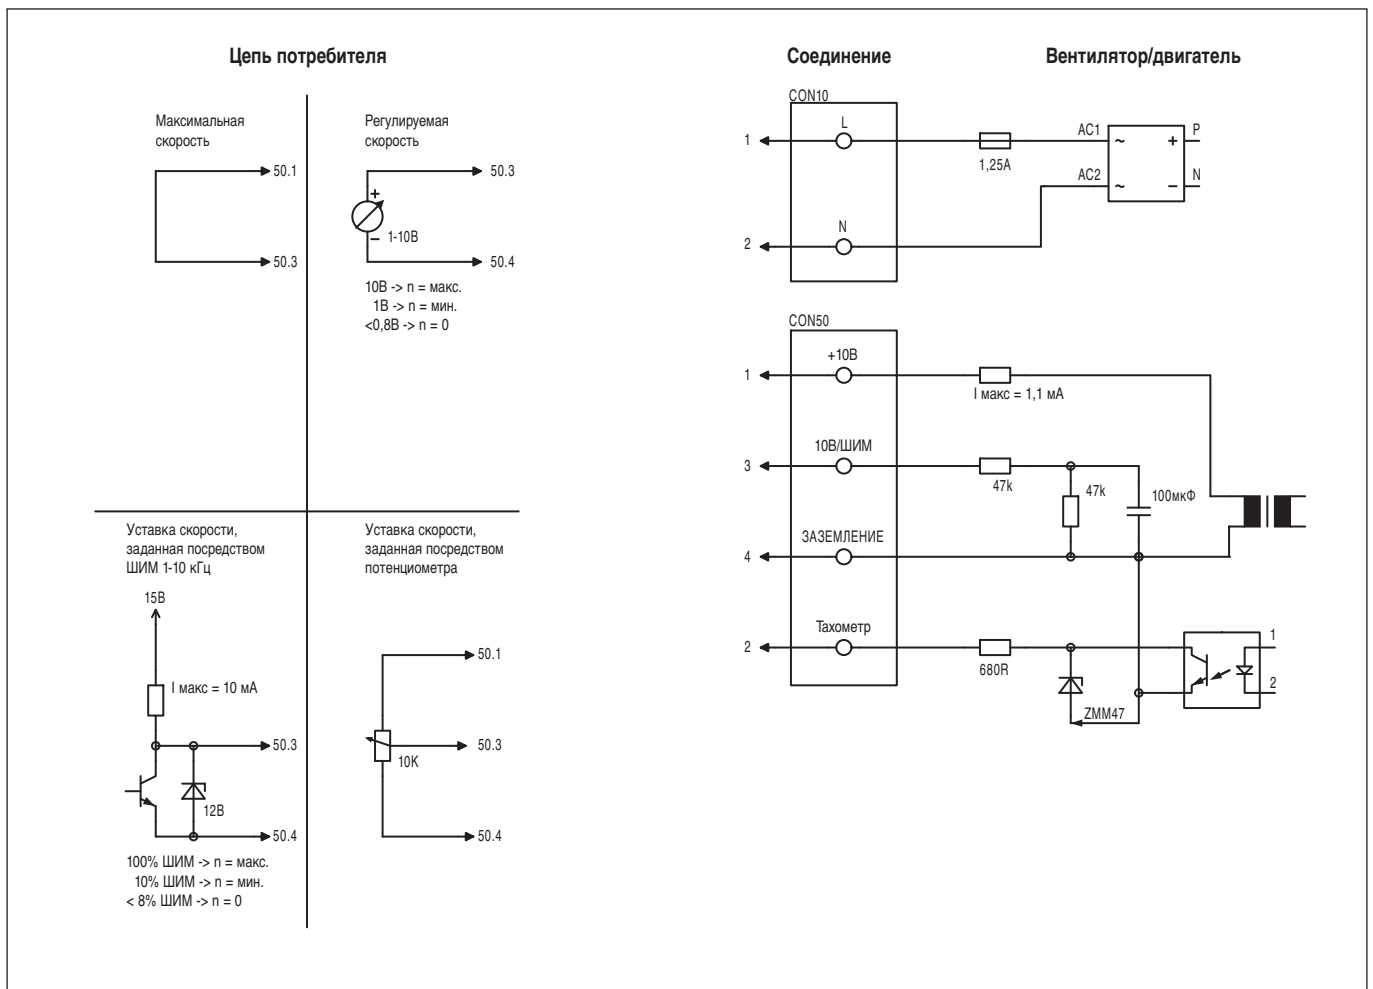 Цепь потребителя
Соединение
Вентилятор/двигатель
Максимальная
скорость
50.1
50.3
Регулируемая
скорость
50.3
+
−
1-10В
50.4
10В -> n = макс.
1В -> n = мин.
<0,8В -> n = 0
Уставка скорости,
заданная посредством
ШИМ 1-10 кГц
15В
I макс = 10 мА
50.3
12В
50.4
100% ШИМ -> n = макс.
10% ШИМ -> n = мин.
< 8% ШИМ -> n = 0
Уставка скорости,
заданная посредством
потенциометра
50.1
50.3
10K
50.4
CON10
L
1
1,25A
AC1
~
+
P
AC2
~
−
N
N
2
CON50
+10В
1
I макс = 1,1 мА
10В/ШИМ
3
47k
47k
100мкФ
ЗАЗЕМЛЕНИЕ
4
Тахометр
2
680R
1
2
ZMM47